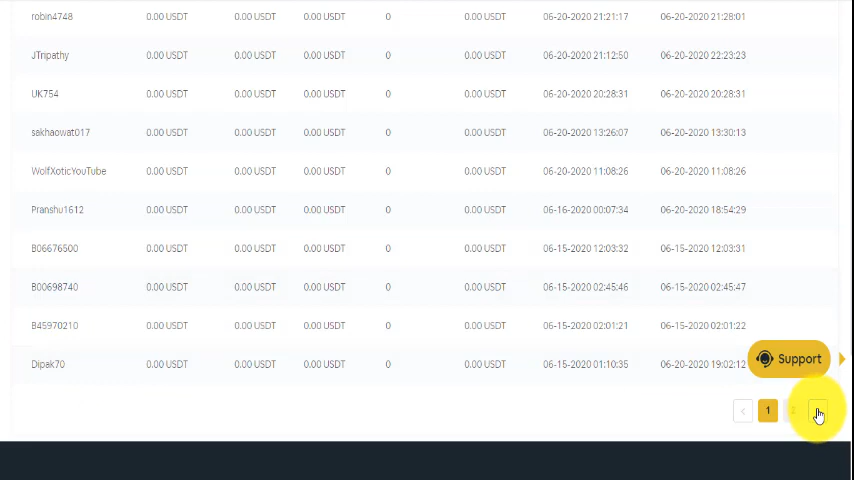 robin4748 0.00 USDT 0.00 USDT 0.00 USDT 0 0.00 USDT 06-20-2020 21:21:17 06-20-2020 21:28:01
JTripathy 0.00 USDT 0.00 USDT 0.00 USDT 0 0.00 USDT 06-20-2020 21:12:50 06-20-2020 22:23:23
UK754 0.00 USDT 0.00 USDT 0.00 USDT 0 0.00 USDT 06-20-2020 20:28:31 06-20-2020 20:28:31
sakhaowat017 0.00 USDT 0.00 USDT 0.00 USDT 0 0.00 USDT 06-20-2020 13:26:07 06-20-2020 13:30:13
WolfXoticYouTube 0.00 USDT 0.00 USDT 0.00 USDT 0 0.00 USDT 06-20-2020 11:08:26 06-20-2020 11:08:26
Pranshu1612 0.00 USDT 0.00 USDT 0.00 USDT 0 0.00 USDT 06-16-2020 00:07:34 06-20-2020 18:54:29
B06676500 0.00 USDT 0.00 USDT 0.00 USDT 0 0.00 USDT 06-15-2020 12:03:32 06-15-2020 12:03:31
B00698740 0.00 USDT 0.00 USDT 0.00 USDT 0 0.00 USDT 06-15-2020 02:45:46 06-15-2020 02:45:47
B45970210 0.00 USDT 0.00 USDT 0.00 USDT 0 0.00 USDT 06-15-2020 02:01:21 06-15-2020 02:01:22
Dipak70 0.00 USDT 0.00 USDT 0.00 USDT 0 0.00 USDT 06-15-2020 01:10:35 06-20-2020 19:02:12
Support
< 1 2